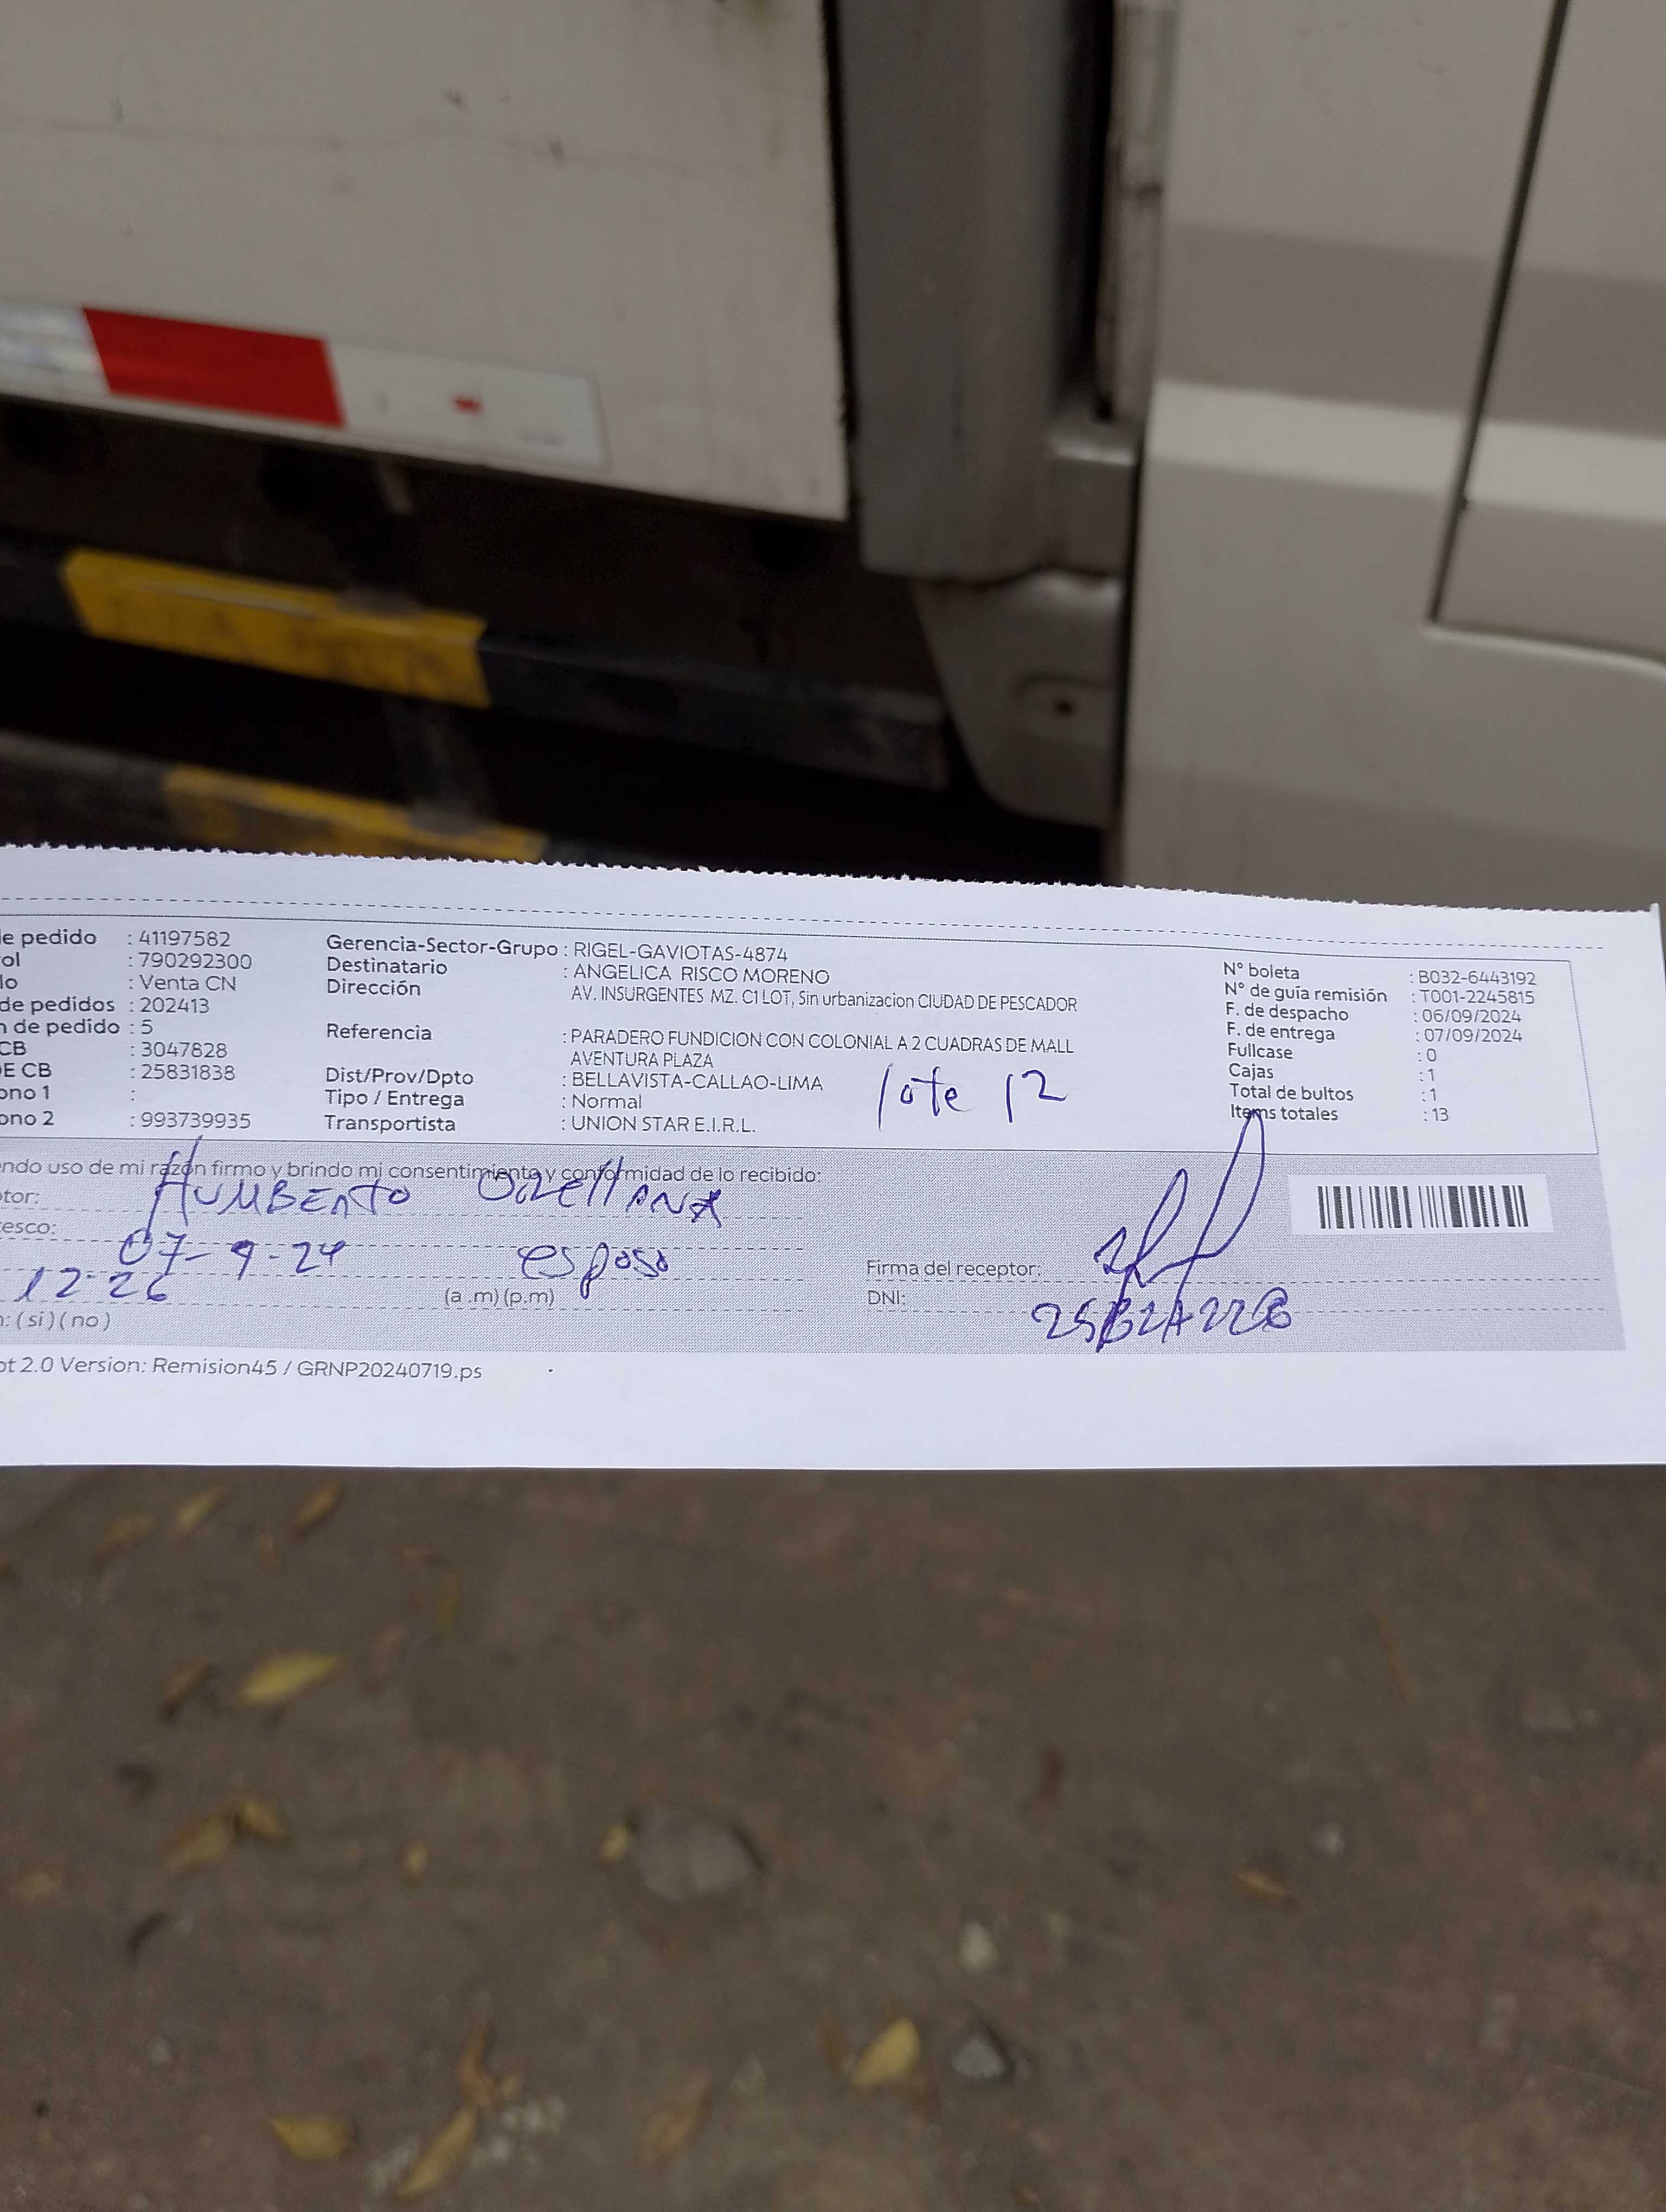 e pedido : 41197582
ol : 790292300
lo : Venta CN
de pedidos : 202413
n de pedido : 5
CB : 3047828
E CB : 25831838
ono 1 :
ono 2 : 993739935
Gerencia-Sector-Grupo : RIGEL-GAVIOTAS-4874
Destinatario : ANGELICA RISCO MORENO
Dirección AV. INSURGENTES MZ. C1 LOT, Sin urbanizacion CIUDAD DE PESCADOR
Referencia : PARADERO FUNDICION CON COLONIAL A 2 CUADRAS DE MALL
AVENTURA PLAZA
Dist/Prov/Dpto : BELLAVISTA-CALLAO-LIMA
Tipo / Entrega : Normal
Transportista : UNION STAR E.I.R.L.
lote 12
N° boleta : B032-6443192
N° de guía remisión : T001-2245815
F. de despacho : 06/09/2024
F. de entrega : 07/09/2024
Fullcase : 0
Cajas : 1
Total de bultos : 1
Items totales : 13
ndo uso de mi razón firmo y brindo mi consentimiento y conformidad de lo recibido:
tor: HUMBERTO ORELLANA
esco:
07-9-24 esposo
12:26 (a .m) (p.m)
: ( si ) ( no )
Firma del receptor:
DNI:
ot 2.0 Version: Remision45 / GRNP20240719.ps